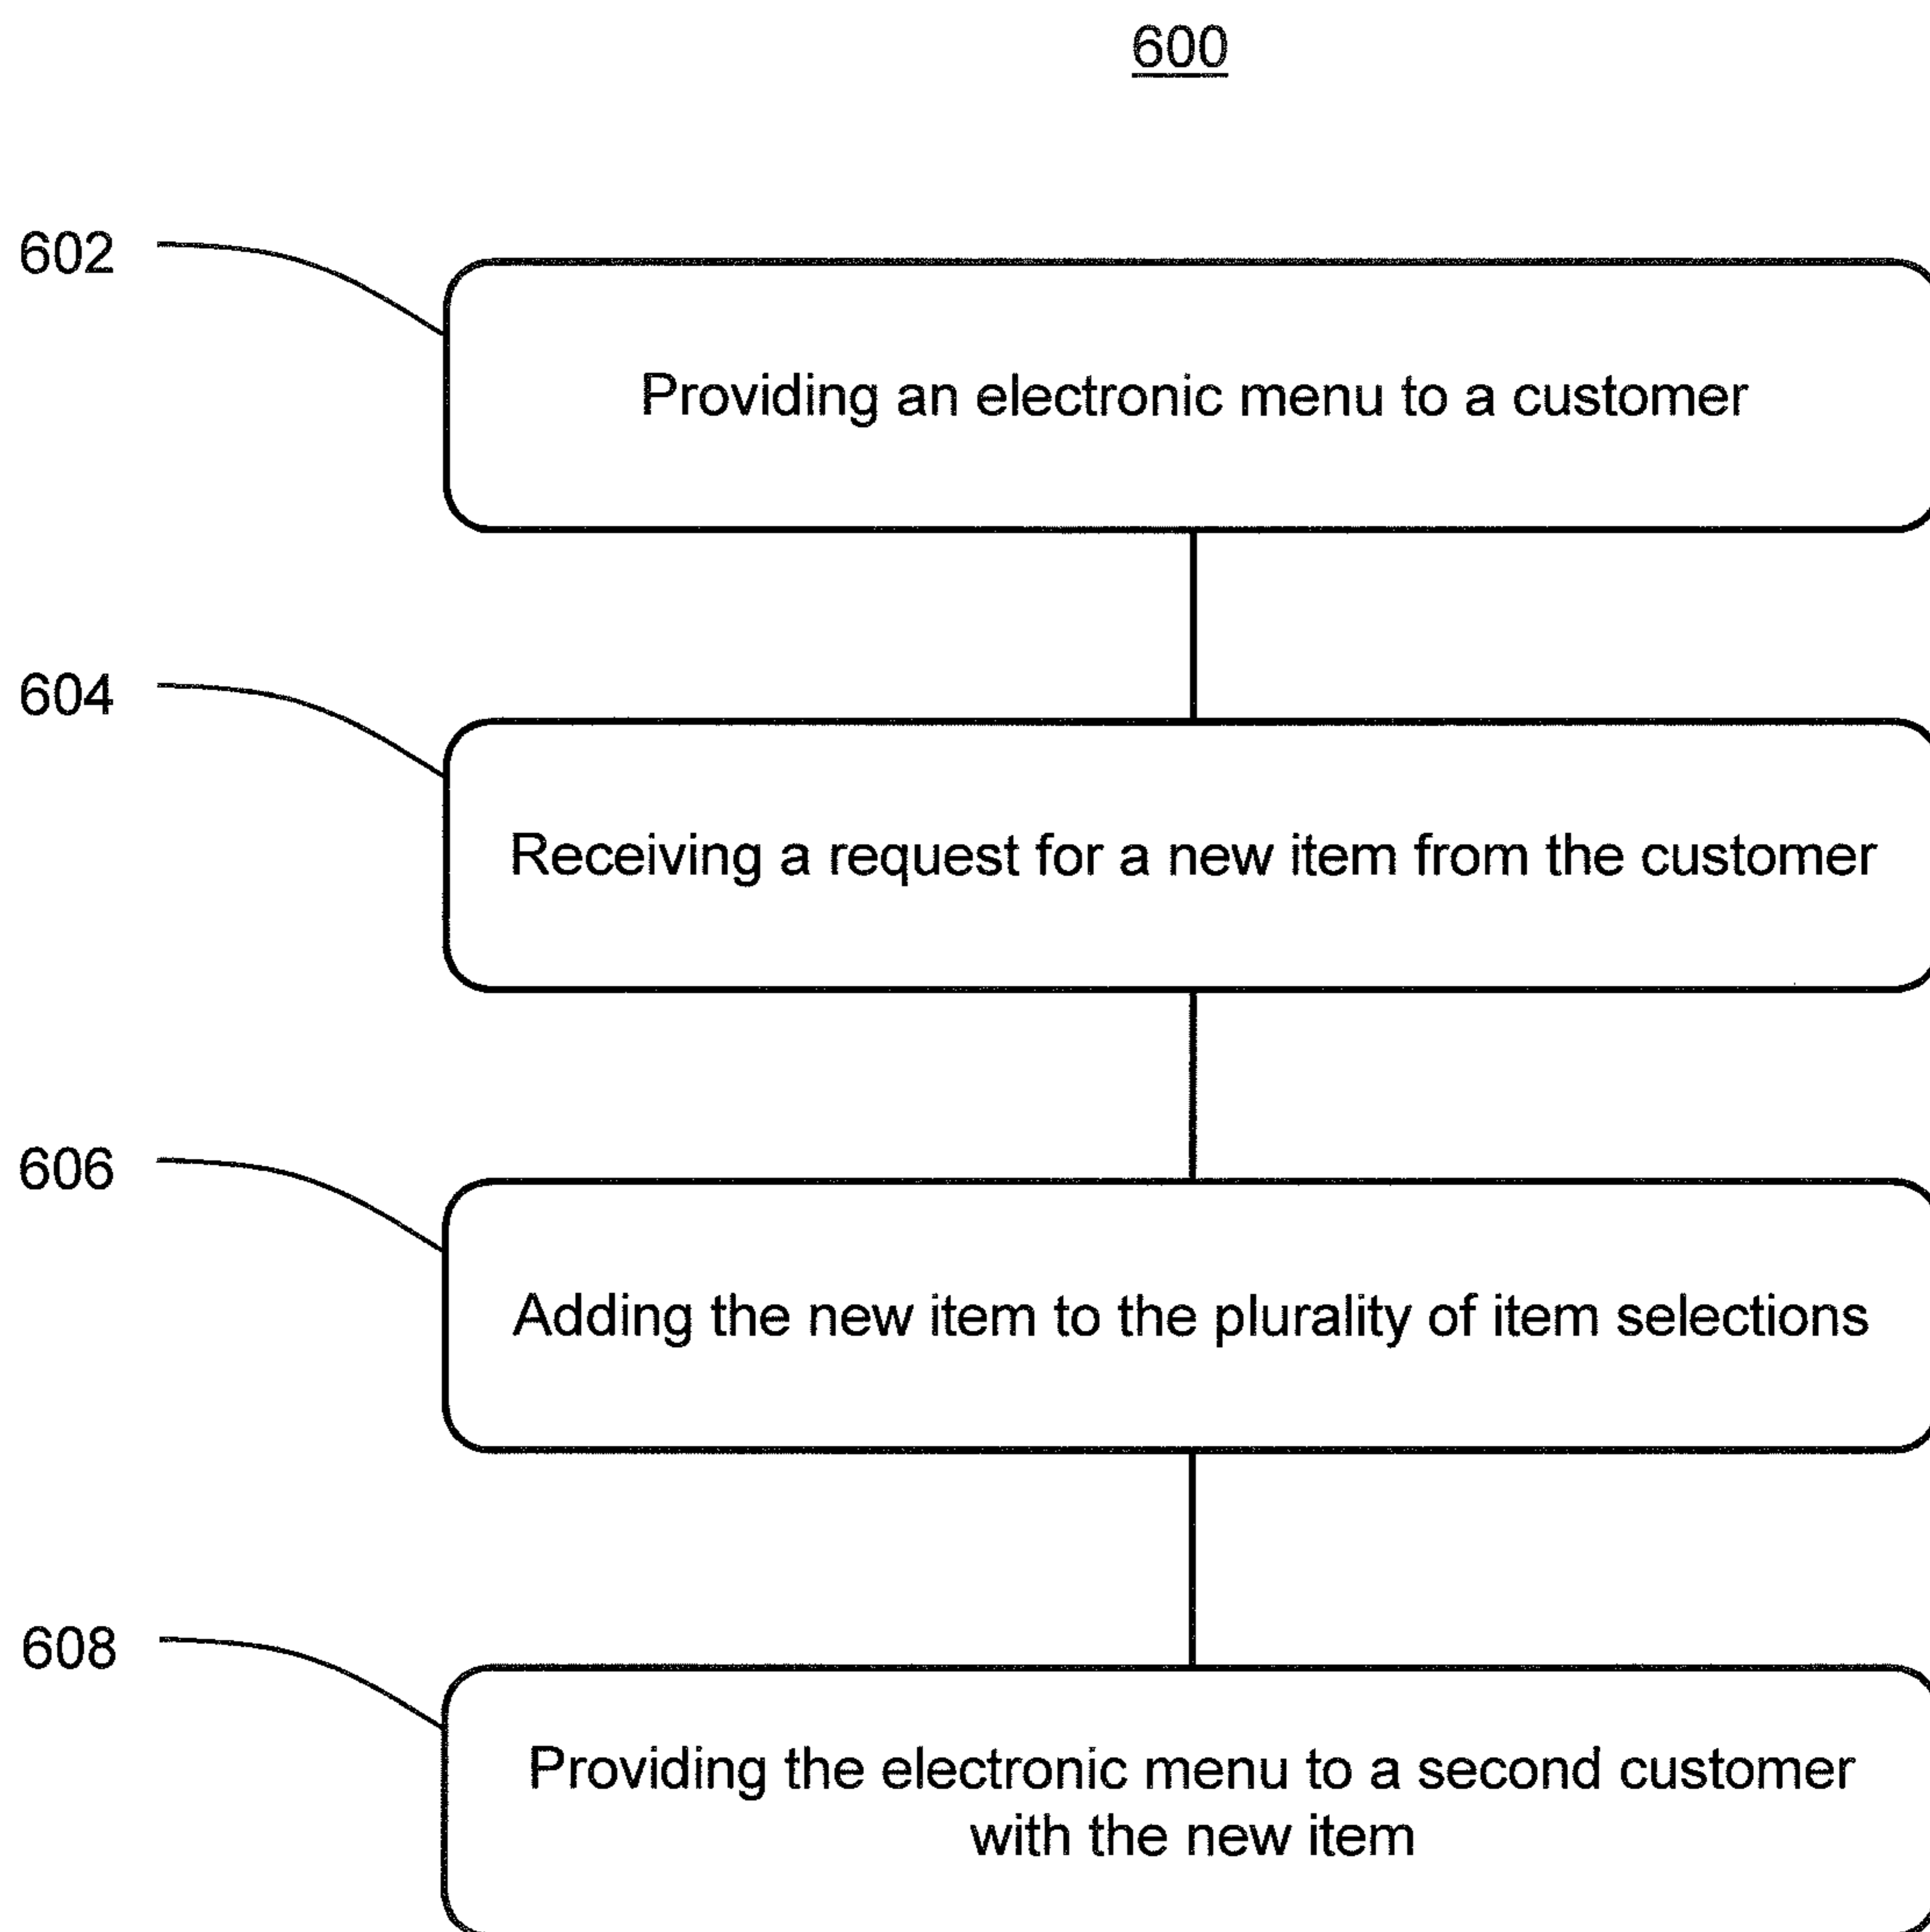 600
602
Providing an electronic menu to a customer
604
Receiving a request for a new item from the customer
606
Adding the new item to the plurality of item selections
608
Providing the electronic menu to a second customer
with the new item